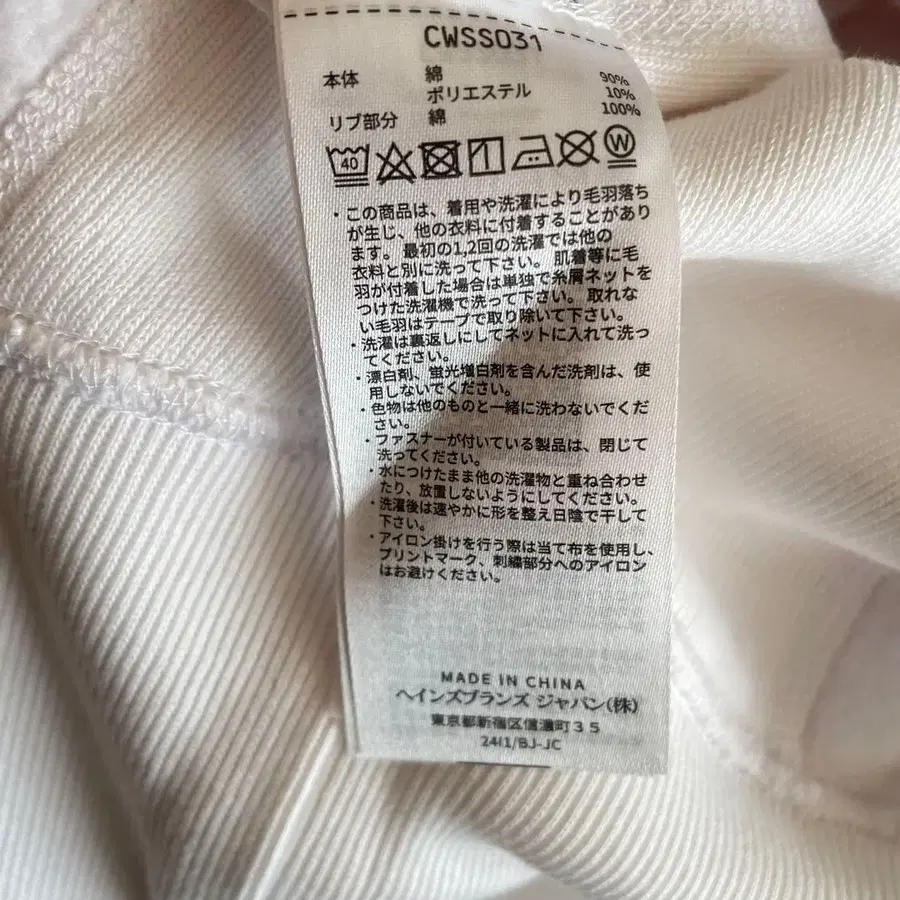 CWSS031
本体 綿 90%
ポリエステル 10%
リブ部分 綿 100%
40 W
・この商品は、着用や洗濯により毛羽落ち
が生じ、他の衣料に付着することがあり
ます。最初の1,2回の洗濯では他の
衣料と別に洗って下さい。 肌着等に毛
羽が付着した場合は単独で糸屑ネットを
つけた洗濯機で洗って下さい。 取れな
い毛羽はテープで取り除いて下さい。
・洗濯は裏返しにしてネットに入れて洗っ
てください。
・漂白剤、蛍光増白剤を含んだ洗剤は、使
用しないでください。
・色物は他のものと一緒に洗わないでくだ
さい。
・ファスナーが付いている製品は、閉じて
洗ってください。
・水につけたまま他の洗濯物と重ね合わせ
たり、放置しないようにしてください。
・洗濯後は速やかに形を整え日陰で干して
下さい。
・アイロン掛けを行う際は当て布を使用し、
プリントマーク、刺繍部分へのアイロン
はお避けください。
MADE IN CHINA
ヘインズブランズ ジャパン(株)
東京都新宿区信濃町35
24(1/BJ-JC